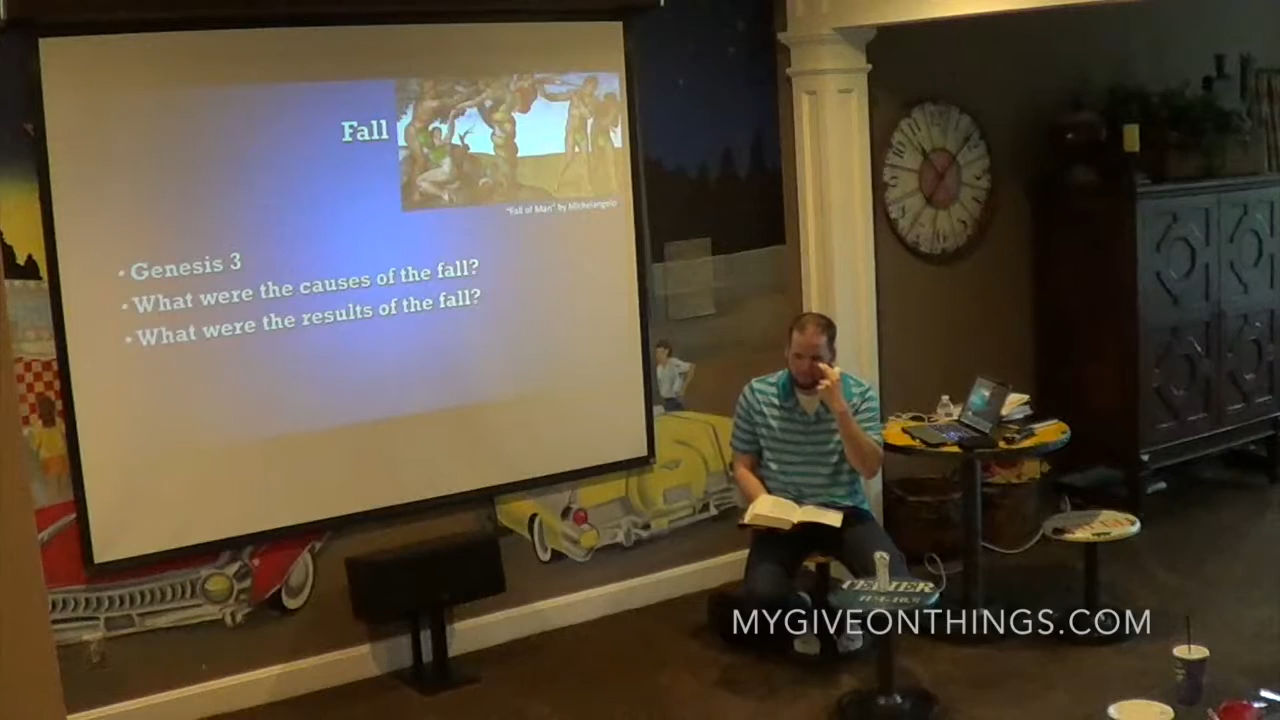 Fall
"Fall of Man" by Michelangelo
• Genesis 3
• What were the causes of the fall?
• What were the results of the fall?
MYGIVEONTHINGS.COM